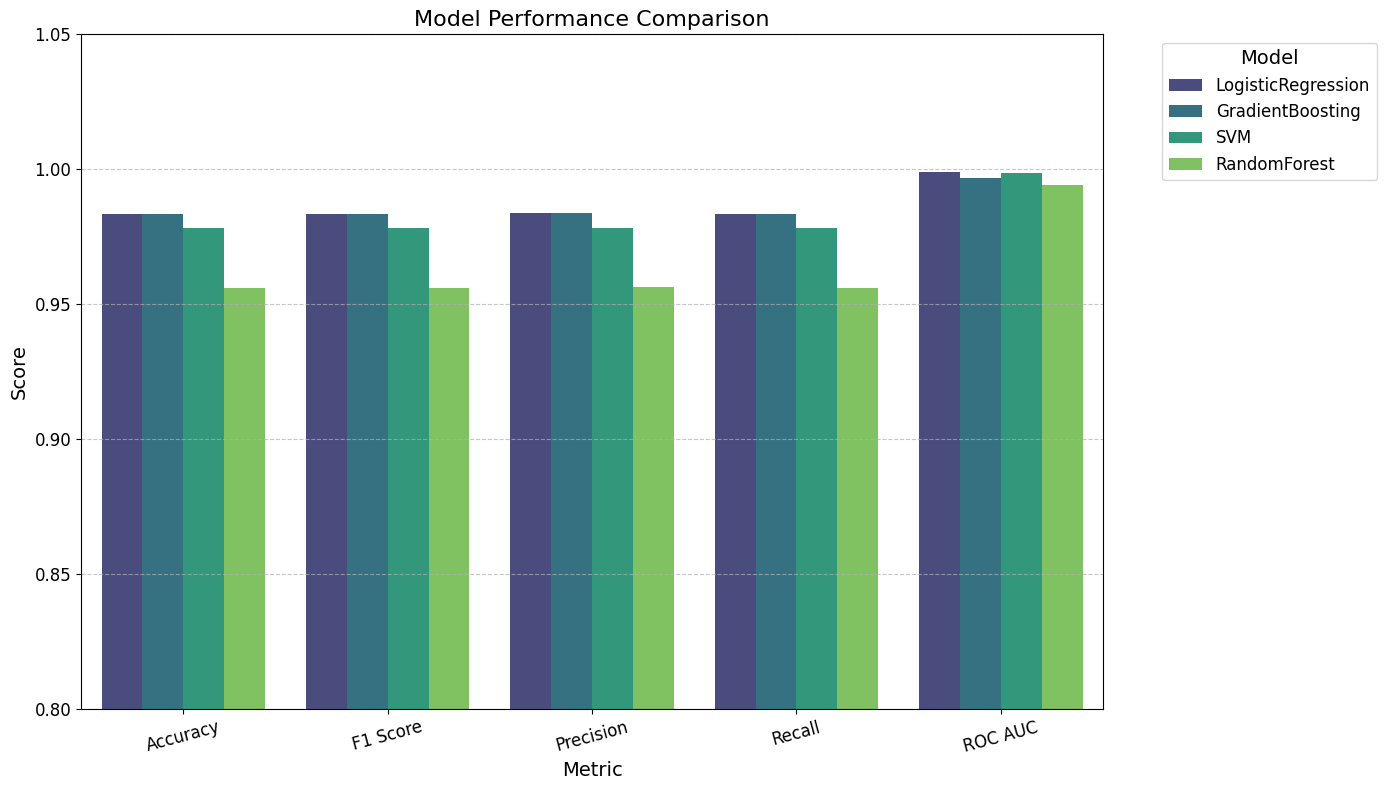 Model Performance Comparison
1.05
1.00
0.95
0.90
0.85
0.80
Score
Accuracy
F1 Score
Precision
Recall
ROC AUC
Metric
Model
LogisticRegression
GradientBoosting
SVM
RandomForest